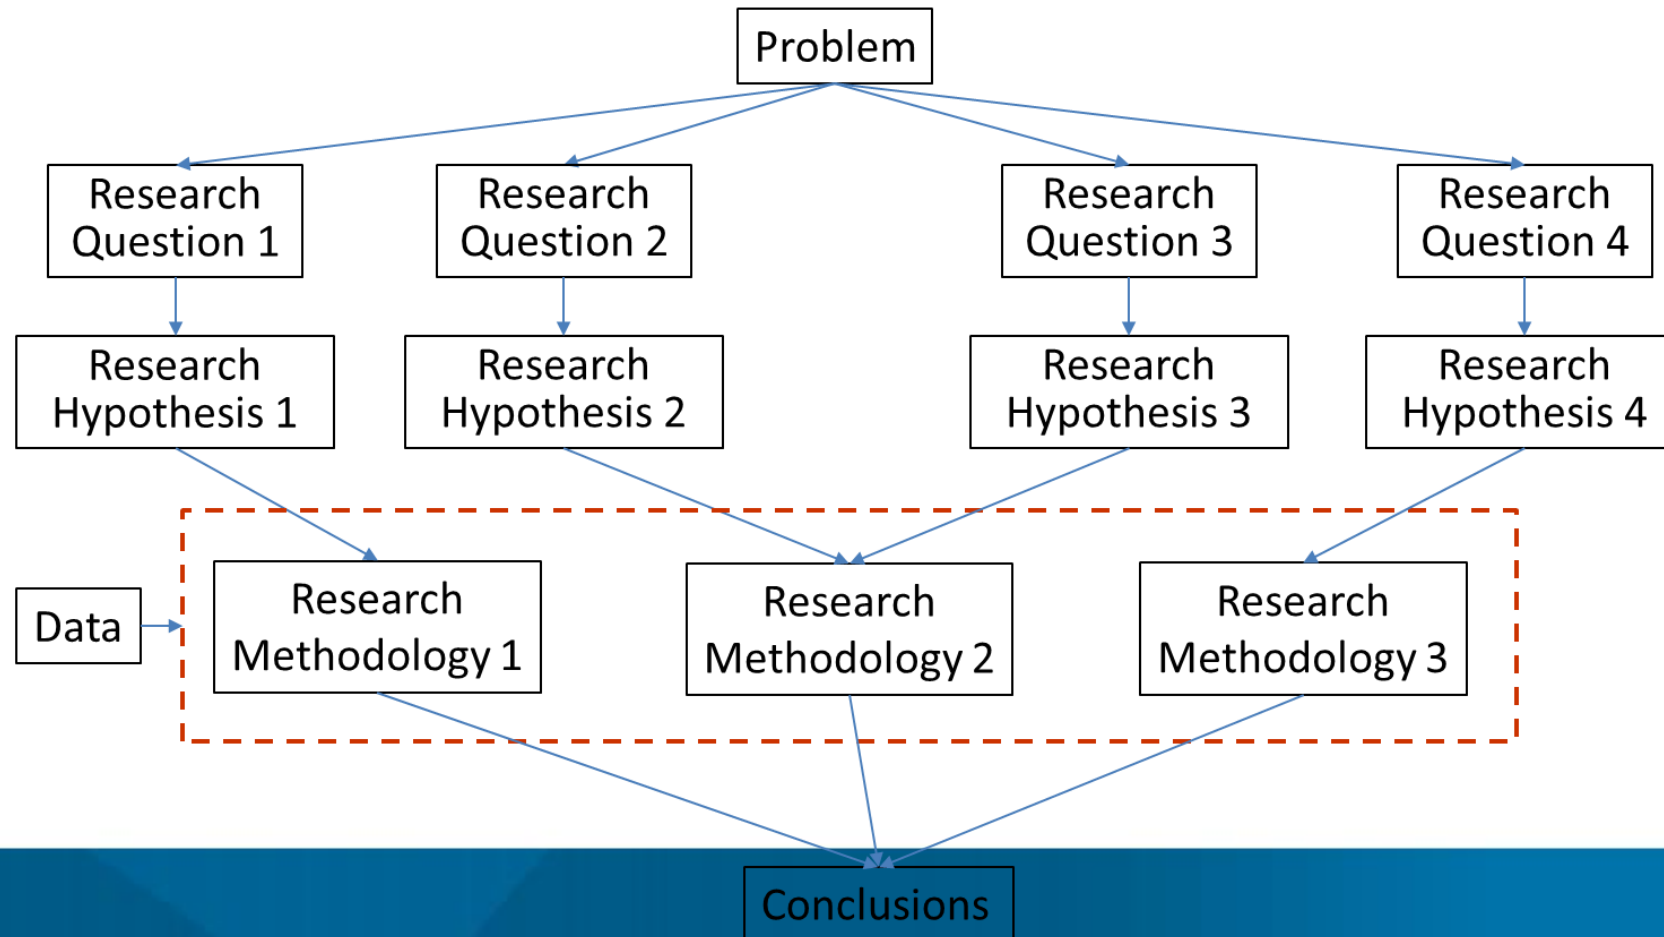 Problem
Research
Question 1
Research
Question 2
Research
Question 3
Research
Question 4
Research
Hypothesis 1
Research
Hypothesis 2
Research
Hypothesis 3
Research
Hypothesis 4
Data
Research
Methodology 1
Research
Methodology 2
Research
Methodology 3
Conclusions